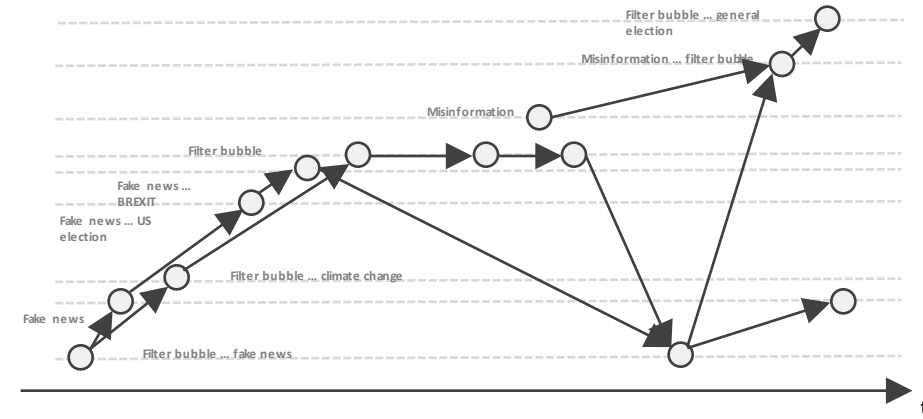 Filter bubble ... general
election
Misinformation ... filter bubble
Misinformation
Filter bubble
Fake news ...
BREXIT
Fake news ... US
election
Filter bubble ... climate change
Fake news
Filter bubble ... fake news
t